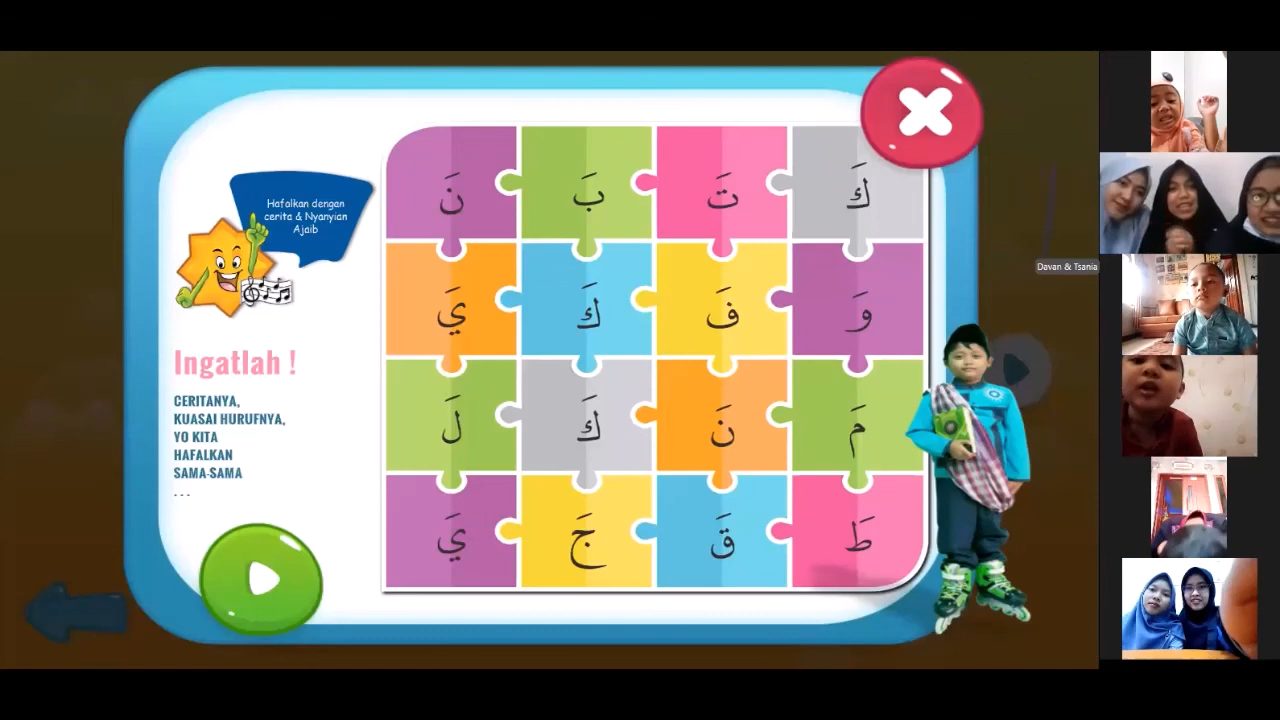 Hafalkan dengan
cerita & Nyanyian
Ajaib
Ingatlah !
CERITANYA,
KUASAI HURUFNYA,
YO KITA
HAFALKAN
SAMA-SAMA
. . .
كَ تَ بَ نَ
وَ فَ كَ يَ
مَ نَ كَ لَ
طَ قَ جَ يَ
Davan & Tsania